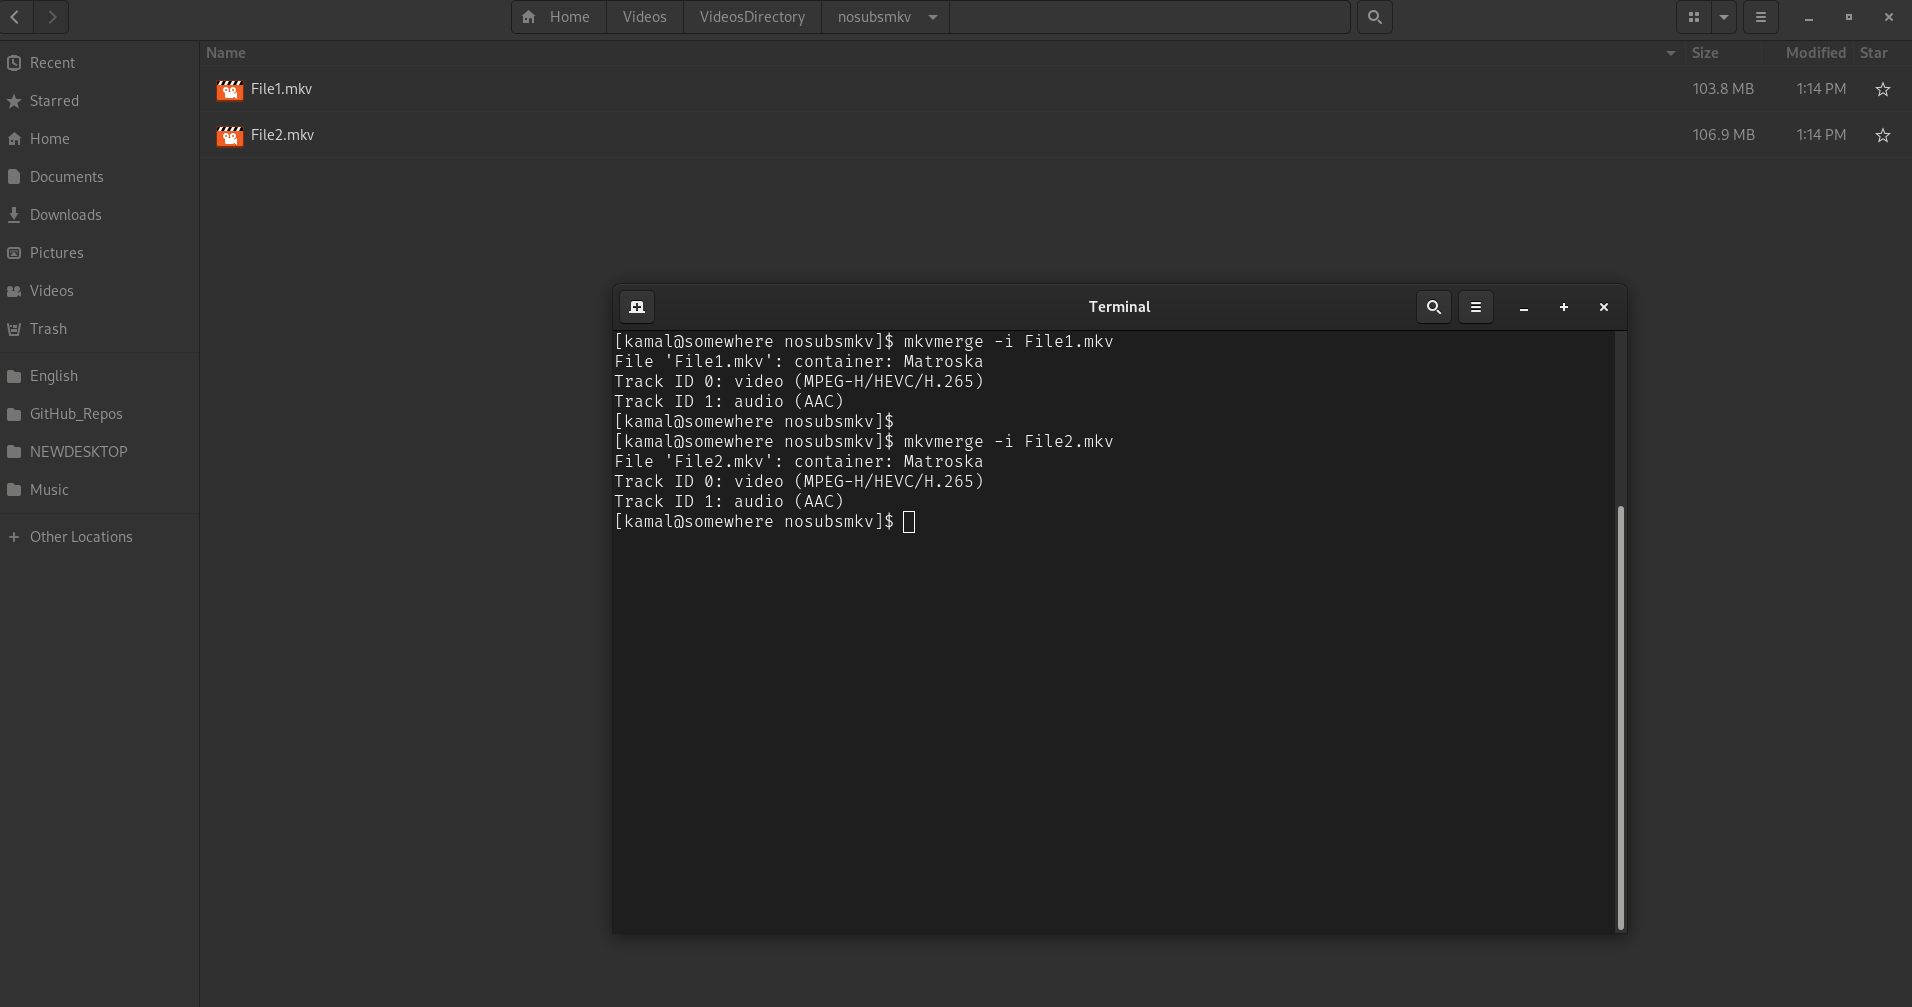 Home Videos VideosDirectory nosubsmkv
Name Size Modified Star
Recent
Starred
Home
Documents
Downloads
Pictures
Videos
Trash
English
GitHub_Repos
NEWDESKTOP
Music
Other Locations
File1.mkv 103.8 MB 1:14 PM
File2.mkv 106.9 MB 1:14 PM
Terminal
[kamal@somewhere nosubsmkv]$ mkvmerge -i File1.mkv
File 'File1.mkv': container: Matroska
Track ID 0: video (MPEG-H/HEVC/H.265)
Track ID 1: audio (AAC)
[kamal@somewhere nosubsmkv]$
[kamal@somewhere nosubsmkv]$ mkvmerge -i File2.mkv
File 'File2.mkv': container: Matroska
Track ID 0: video (MPEG-H/HEVC/H.265)
Track ID 1: audio (AAC)
[kamal@somewhere nosubsmkv]$